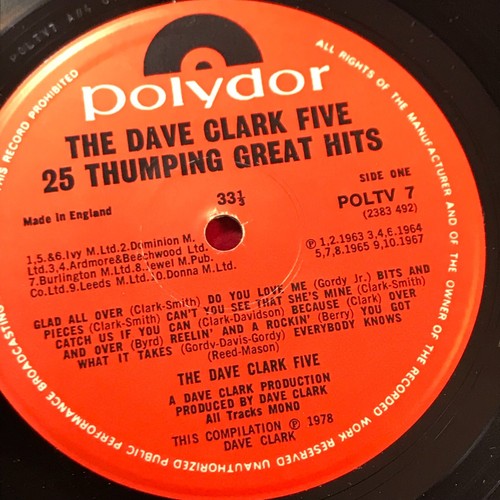 POLTV7 A
polydor
THE DAVE CLARK FIVE
25 THUMPING GREAT HITS
33⅓
SIDE ONE
POLTV 7
(2383 492)
Made in England
1,5.&6.Ivy M.Ltd.2.Dominion M.
Ltd.3,4.Ardmore&Beechwood Ltd.
7.Burlington M.Ltd.8.Jewel M.Pub.
Co.Ltd.9.Leeds M.Ltd.10.Donna M.Ltd.
Ⓟ 1,2.1963 3,4,6.1964
5,7,8.1965 9,10.1967
GLAD ALL OVER (Clark-Smith) DO YOU LOVE ME (Gordy Jr.) BITS AND
PIECES (Clark-Smith) CAN'T YOU SEE THAT SHE'S MINE (Clark-Smith)
CATCH US IF YOU CAN (Clark-Davidson) BECAUSE (Clark) OVER
AND OVER (Byrd) REELIN' AND A ROCKIN' (Berry) YOU GOT
WHAT IT TAKES (Gordy-Davis-Gordy) EVERYBODY KNOWS
(Reed-Mason)
THE DAVE CLARK FIVE
A DAVE CLARK PRODUCTION
PRODUCED BY DAVE CLARK
All Tracks MONO
THIS COMPILATION Ⓟ 1978
DAVE CLARK
ALL RIGHTS OF THE MANUFACTURER AND OF THE OWNER OF THE RECORDED WORK RESERVED UNAUTHORIZED PUBLIC PERFORMANCE BROADCASTING THIS RECORD PROHIBITED